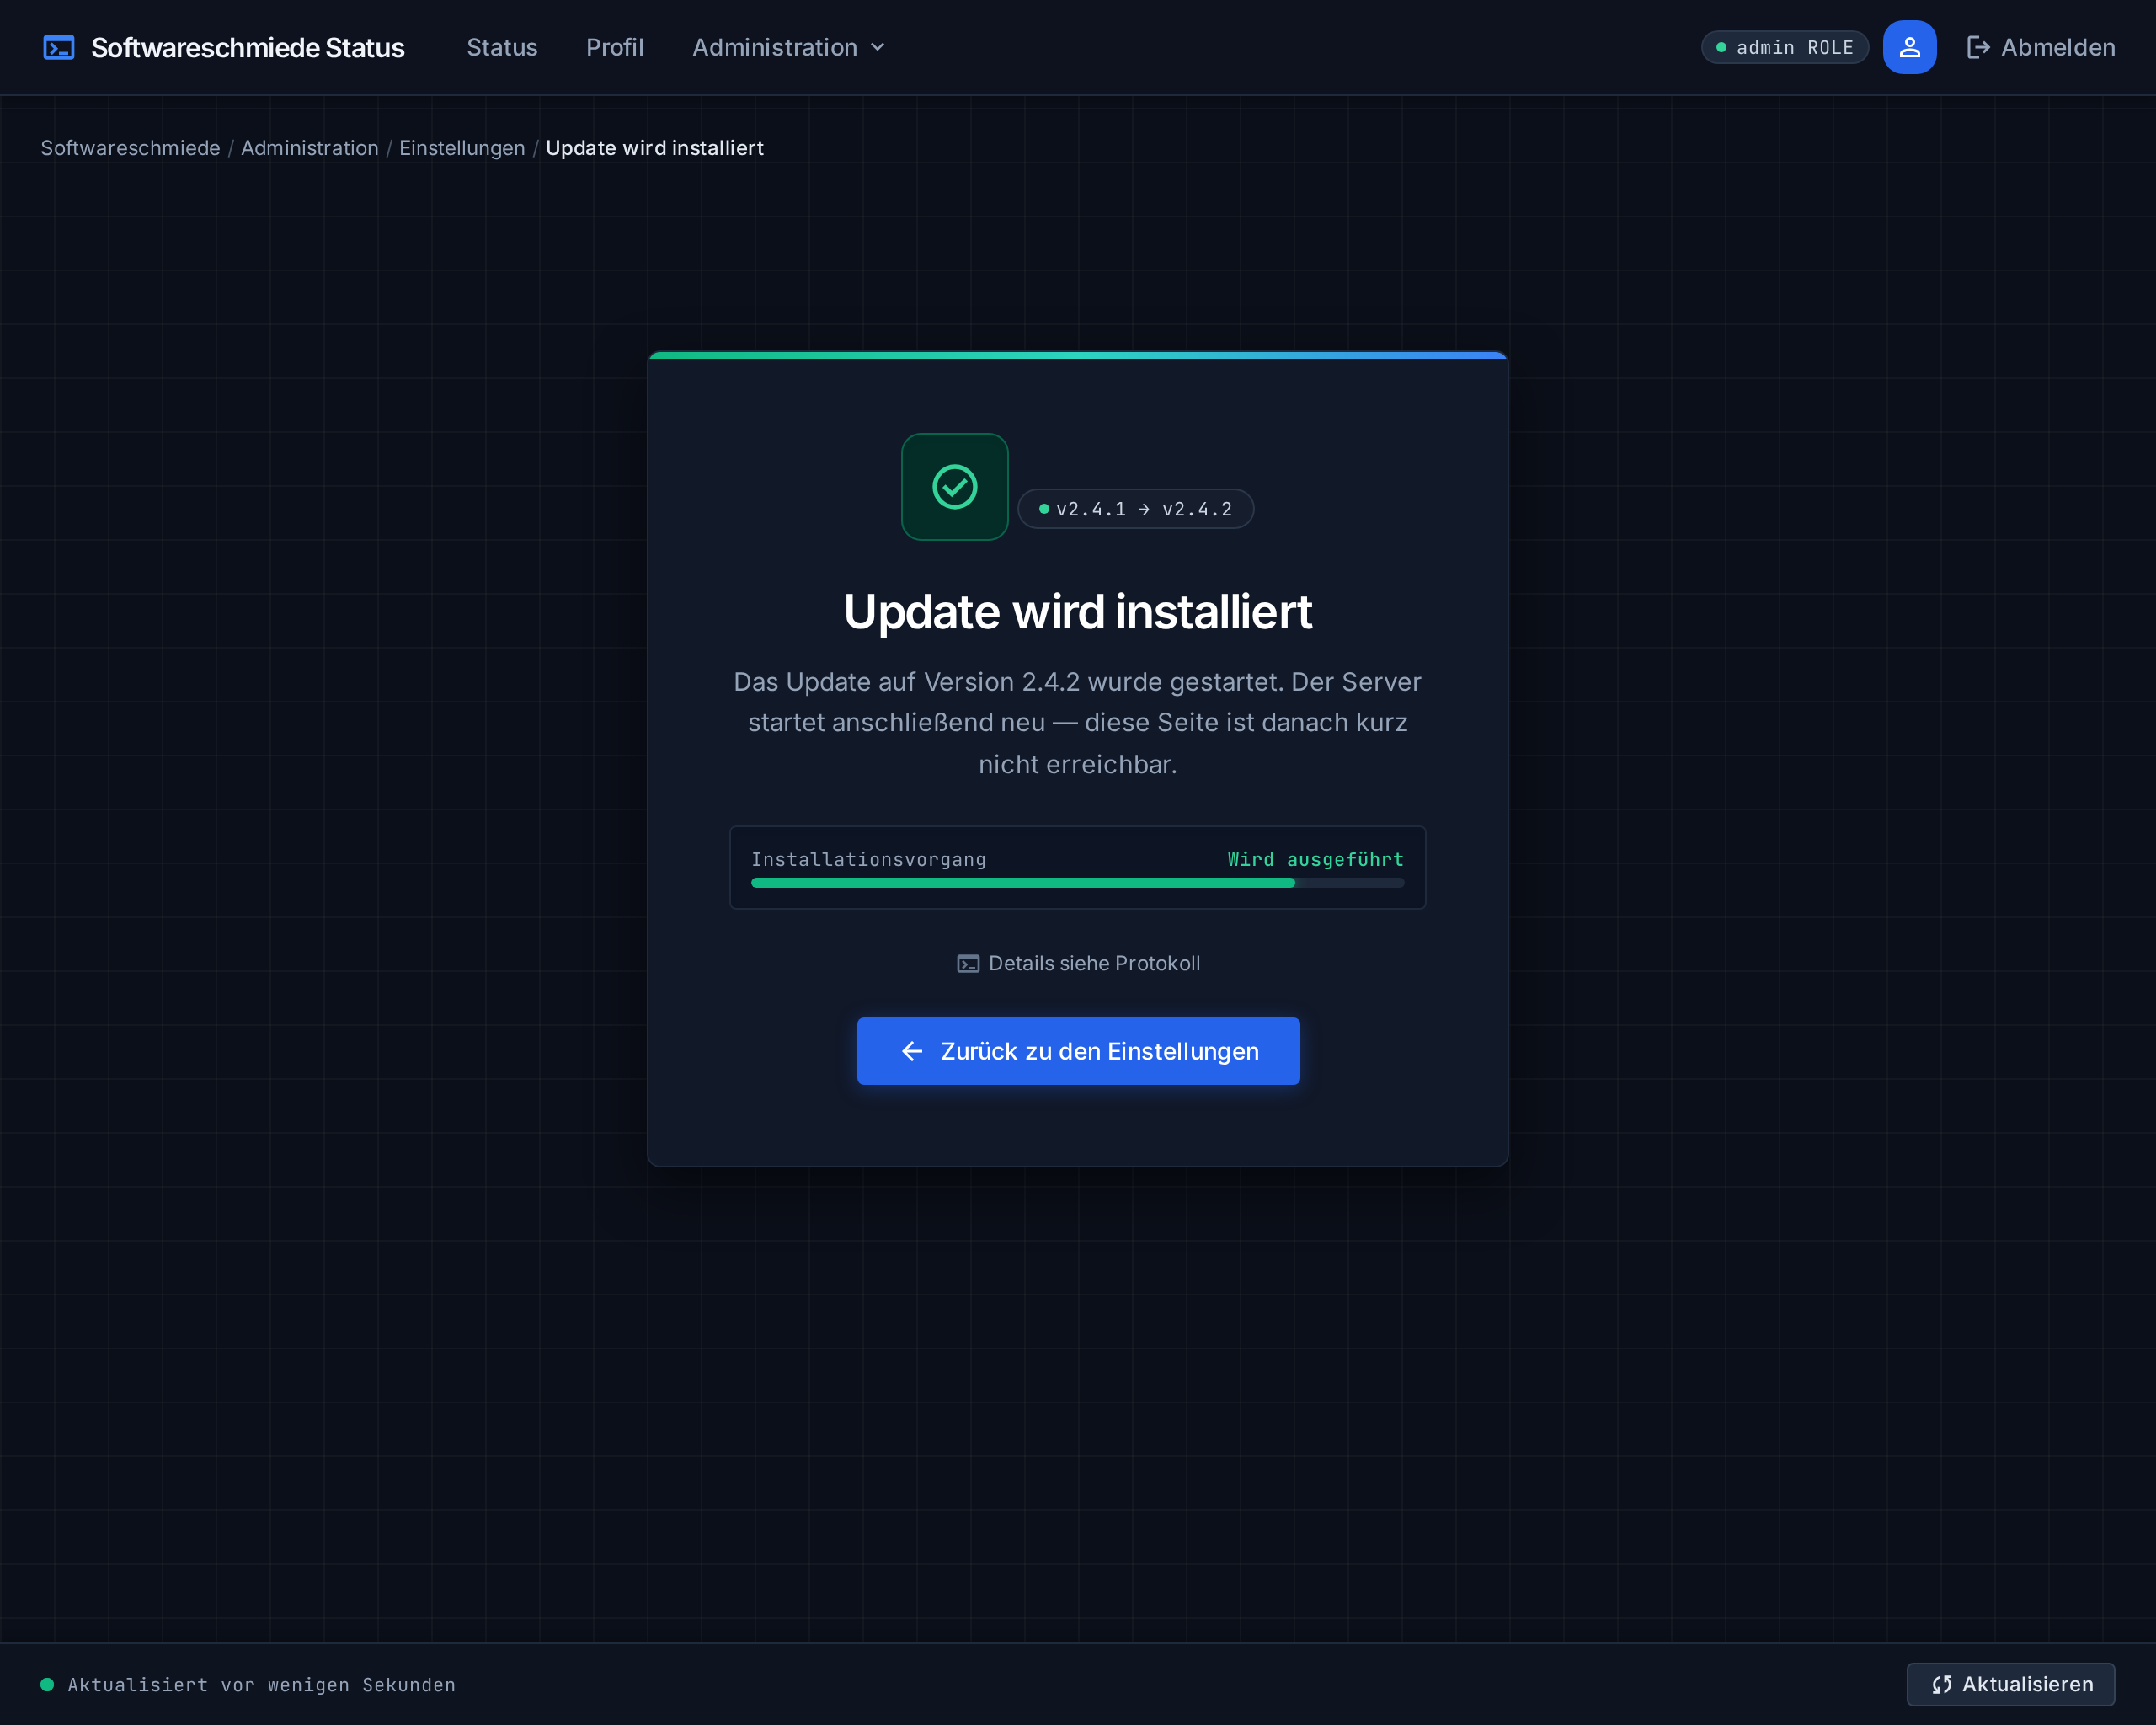 Softwareschmiede Status
Status
Profil
Administration
admin ROLE
Abmelden
Softwareschmiede / Administration / Einstellungen / Update wird installiert
v2.4.1 → v2.4.2
Update wird installiert
Das Update auf Version 2.4.2 wurde gestartet. Der Server
startet anschließend neu — diese Seite ist danach kurz
nicht erreichbar.
Installationsvorgang
Wird ausgeführt
Details siehe Protokoll
Zurück zu den Einstellungen
Aktualisiert vor wenigen Sekunden
Aktualisieren